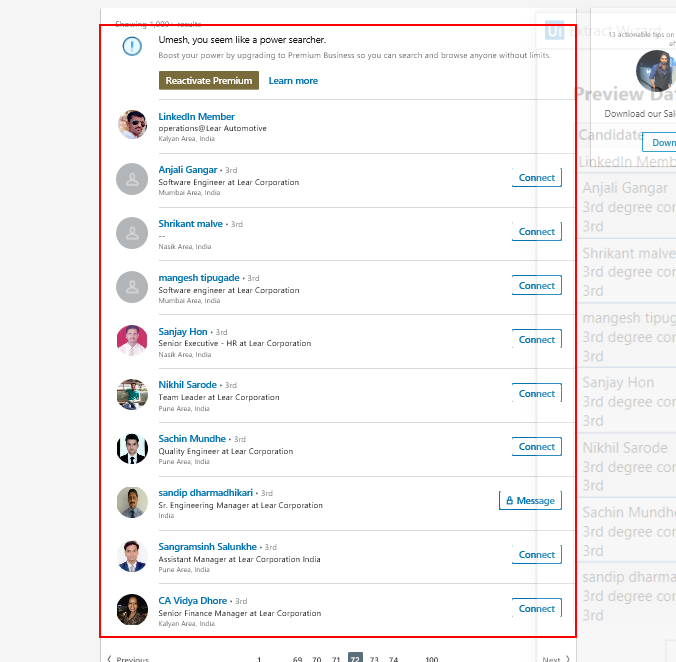 Showing 1,000+ results
Umesh, you seem like a power searcher.
Boost your power by upgrading to Premium Business so you can search and browse anyone without limits.
Reactivate Premium
Learn more
LinkedIn Member
operations@Lear Automotive
Kalyan Area, India
Anjali Gangar • 3rd
Software Engineer at Lear Corporation
Mumbai Area, India
Connect
Shrikant malve • 3rd
--
Nasik Area, India
Connect
mangesh tipugade • 3rd
Software engineer at Lear Corporation
Mumbai Area, India
Connect
Sanjay Hon • 3rd
Senior Executive - HR at Lear Corporation
Nasik Area, India
Connect
Nikhil Sarode • 3rd
Team Leader at Lear Corporation
Pune Area, India
Connect
Sachin Mundhe • 3rd
Quality Engineer at Lear Corporation
Pune Area, India
Connect
sandip dharmadhikari • 3rd
Sr. Engineering Manager at Lear Corporation
India
Message
Sangramsinh Salunkhe • 3rd
Assistant Manager at Lear Corporation India
Pune Area, India
Connect
CA Vidya Dhore • 3rd
Senior Finance Manager at Lear Corporation
Kalyan Area, India
Connect
Previous
1 ... 69 70 71 72 73 74 ... 100
Next
Ui Extract Wizard
13 actionable tips on
Preview Da
Download our Sal
Candidate
Down
LinkedIn Memb
Anjali Gangar
3rd degree cor
3rd
Shrikant malve
3rd degree cor
3rd
mangesh tipug
3rd degree cor
3rd
Sanjay Hon
3rd degree cor
3rd
Nikhil Sarode
3rd degree cor
3rd
Sachin Mundhe
3rd degree cor
3rd
sandip dharma
3rd degree cor
3rd